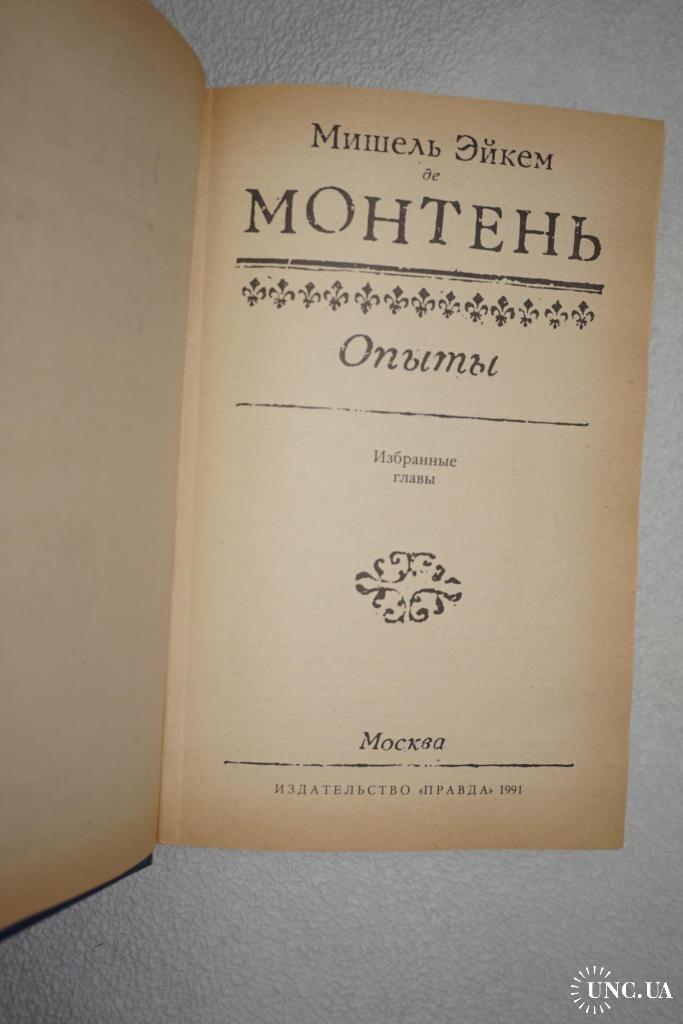 Мишель Эйкем
де
МОНТЕНЬ
Опыты
Избранные
главы
Москва
ИЗДАТЕЛЬСТВО «ПРАВДА» 1991
UNC.UA